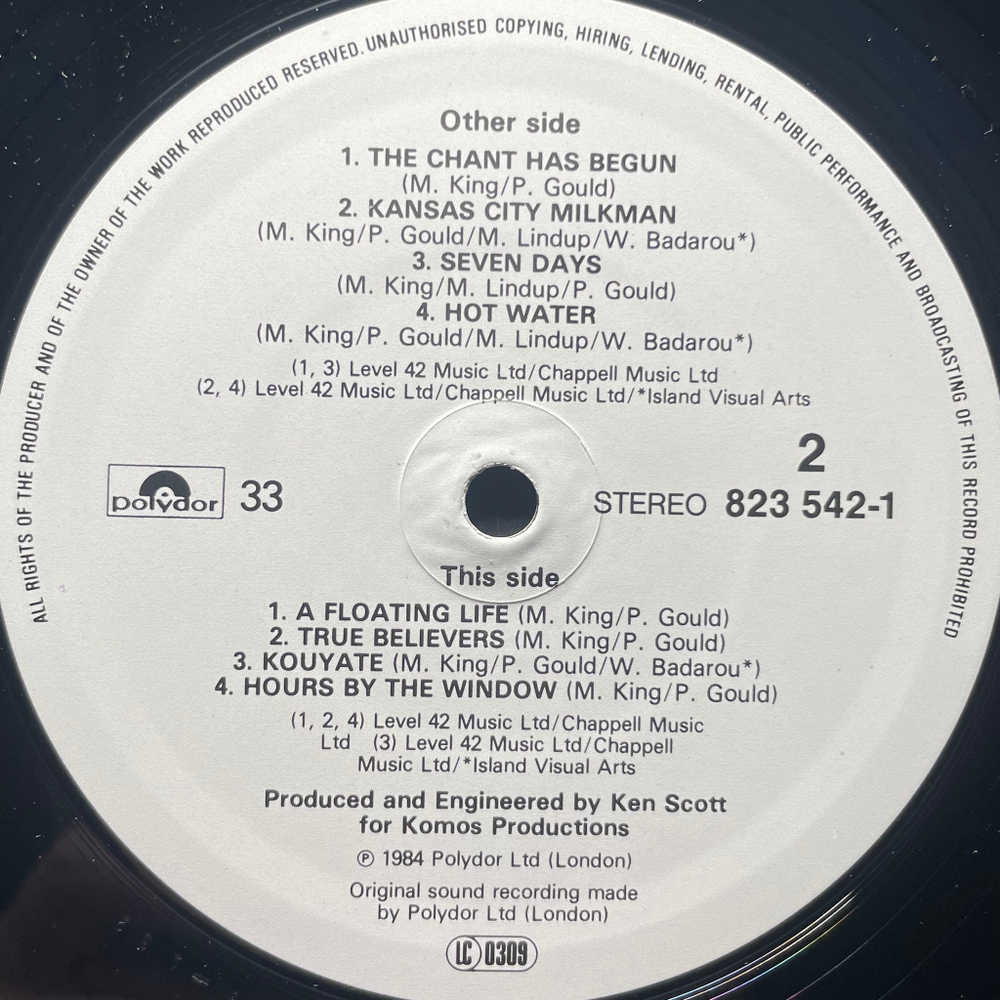 ALL RIGHTS OF THE PRODUCER AND OF THE OWNER OF THE WORK REPRODUCED RESERVED. UNAUTHORISED COPYING, HIRING, LENDING, RENTAL, PUBLIC PERFORMANCE AND BROADCASTING OF THIS RECORD PROHIBITED
Other side
1. THE CHANT HAS BEGUN
(M. King/P. Gould)
2. KANSAS CITY MILKMAN
(M. King/P. Gould/M. Lindup/W. Badarou*)
3. SEVEN DAYS
(M. King/M. Lindup/P. Gould)
4. HOT WATER
(M. King/P. Gould/M. Lindup/W. Badarou*)
(1, 3) Level 42 Music Ltd/Chappell Music Ltd
(2, 4) Level 42 Music Ltd/Chappell Music Ltd/*Island Visual Arts
2
polydor 33 STEREO 823 542-1
This side
1. A FLOATING LIFE (M. King/P. Gould)
2. TRUE BELIEVERS (M. King/P. Gould)
3. KOUYATE (M. King/P. Gould/W. Badarou*)
4. HOURS BY THE WINDOW (M. King/P. Gould)
(1, 2, 4) Level 42 Music Ltd/Chappell Music
Ltd (3) Level 42 Music Ltd/Chappell
Music Ltd/*Island Visual Arts
Produced and Engineered by Ken Scott
for Komos Productions
℗ 1984 Polydor Ltd (London)
Original sound recording made
by Polydor Ltd (London)
LC 0309